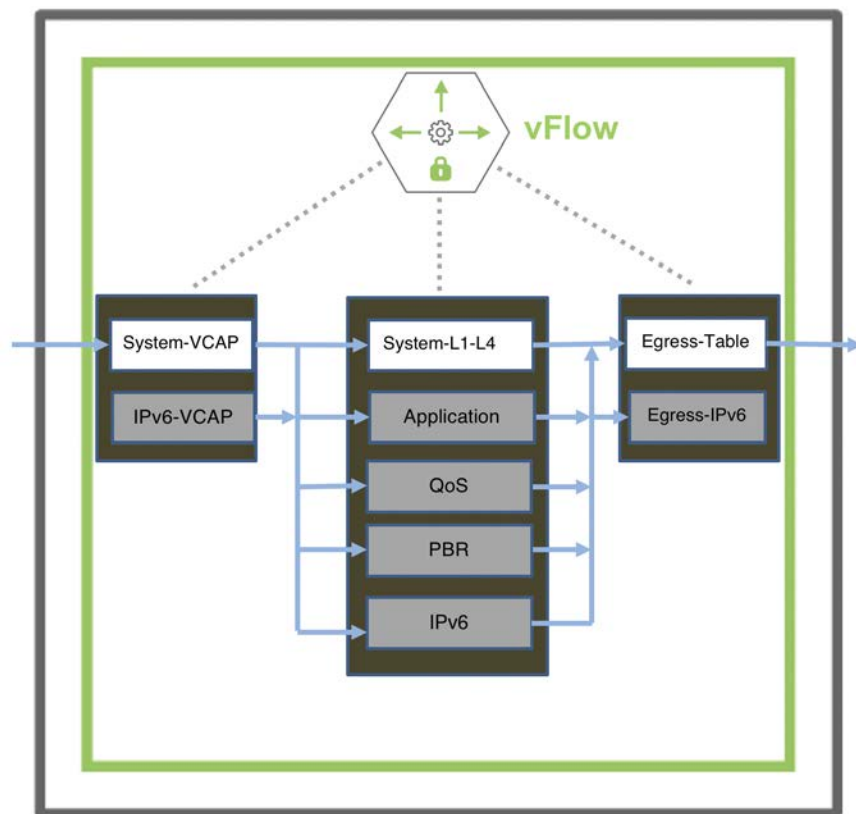 vFlow
System-VCAP
IPv6-VCAP
System-L1-L4
Application
QoS
PBR
IPv6
Egress-Table
Egress-IPv6